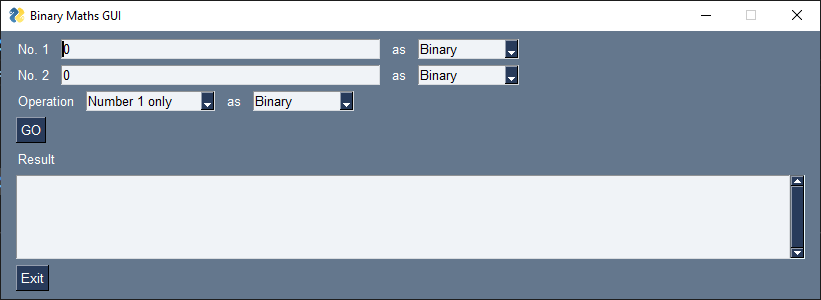 Binary Maths GUI
No. 1 0 as Binary
No. 2 0 as Binary
Operation Number 1 only as Binary
GO
Result
Exit